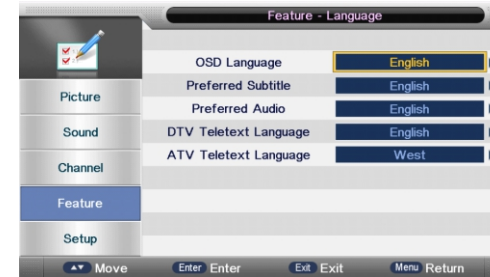 Feature - Language
OSD Language English
Preferred Subtitle English
Preferred Audio English
DTV Teletext Language English
ATV Teletext Language West
Picture
Sound
Channel
Feature
Setup
Move Enter Enter Exit Exit Menu Return